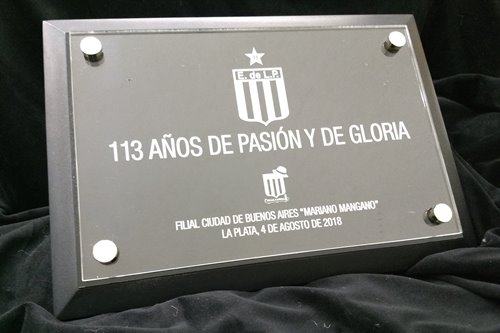 E. de L.P.
113 AÑOS DE PASIÓN Y DE GLORIA
FILIAL CIUDAD DE BUENOS AIRES "MARIANO MANGANO"
LA PLATA, 4 DE AGOSTO DE 2018